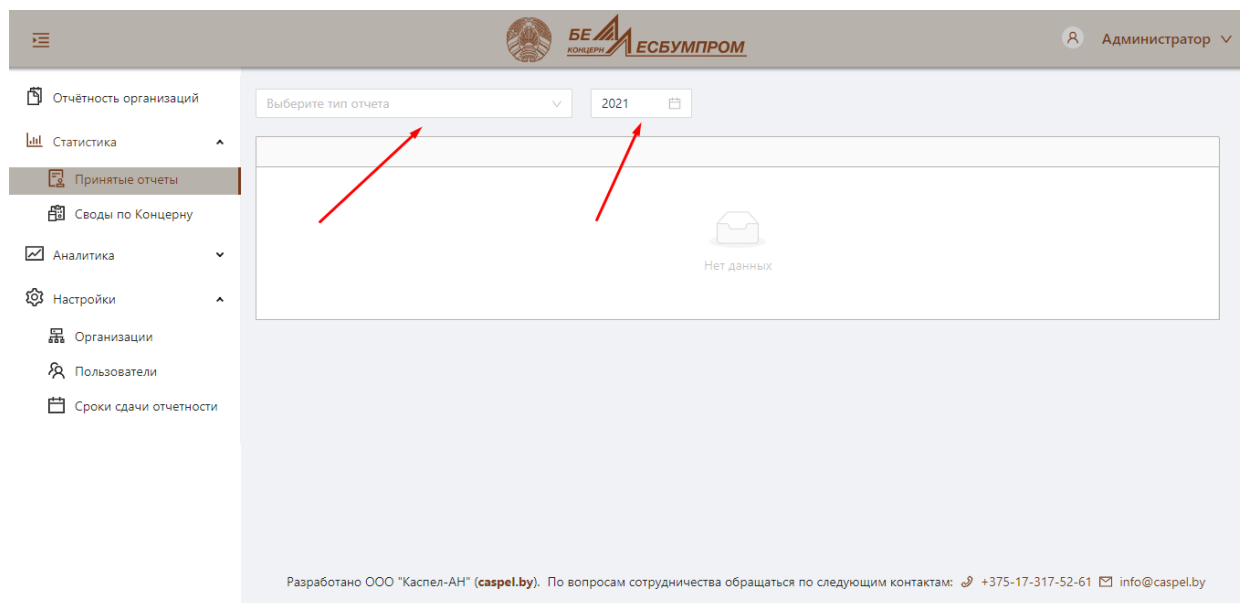 БЕЛ
КОНЦЕРН ЛЕСБУМПРОМ
Администратор
Отчётность организаций
Статистика
Принятые отчеты
Своды по Концерну
Аналитика
Настройки
Организации
Пользователи
Сроки сдачи отчетности
Выберите тип отчета
2021
Нет данных
Разработано ООО "Каспел-АН" (caspel.by). По вопросам сотрудничества обращаться по следующим контактам: +375-17-317-52-61 info@caspel.by